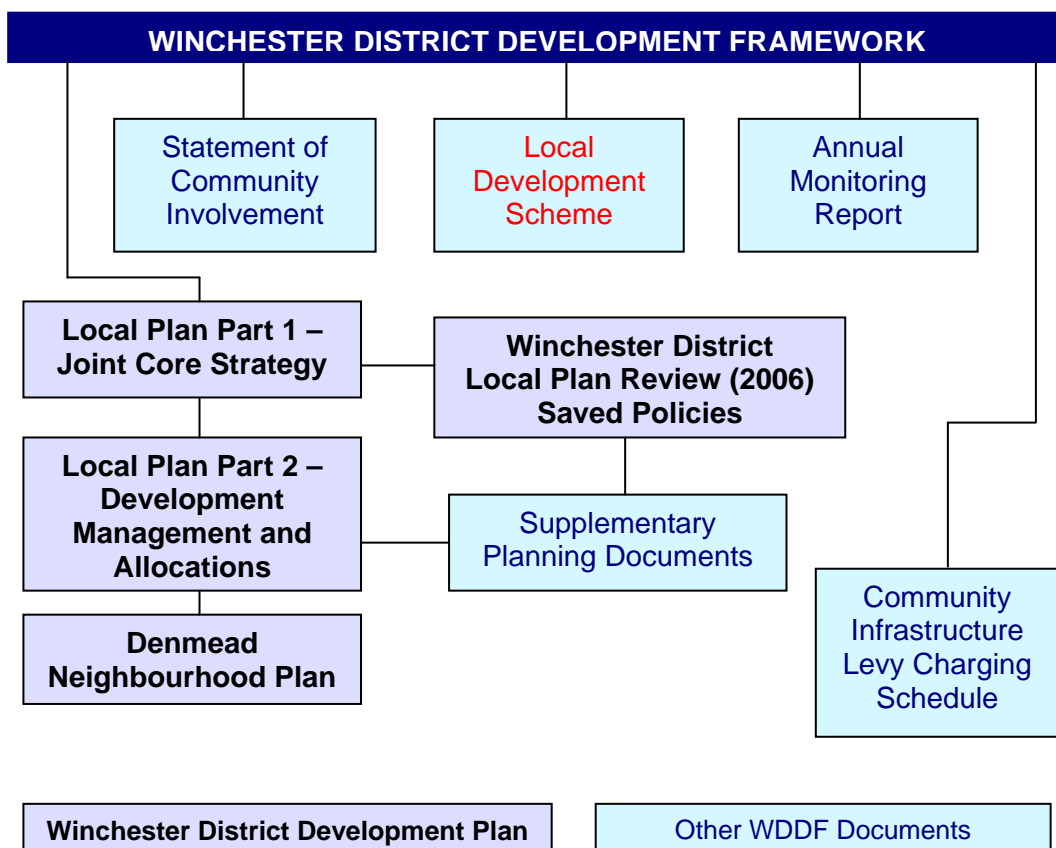 WINCHESTER DISTRICT DEVELOPMENT FRAMEWORK
Statement of
Community
Involvement
Local
Development
Scheme
Annual
Monitoring
Report
Local Plan Part 1 –
Joint Core Strategy
Winchester District
Local Plan Review (2006)
Saved Policies
Local Plan Part 2 –
Development
Management and
Allocations
Supplementary
Planning Documents
Denmead
Neighbourhood Plan
Community
Infrastructure
Levy Charging
Schedule
Winchester District Development Plan
Other WDDF Documents